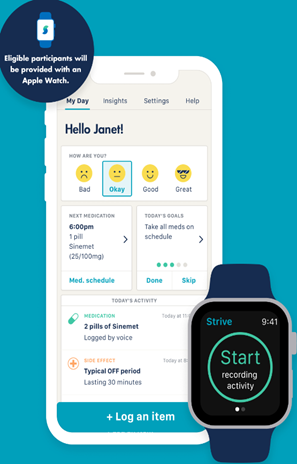 Eligible participants will
be provided with an
Apple Watch.
My Day Insights Settings Help
Hello Janet!
HOW ARE YOU?
Bad Okay Good Great
NEXT MEDICATION
6:00pm
1 pill
Sinemet
(25/100mg)
Med. schedule
TODAY'S GOALS
Take all meds on
schedule
Done Skip
TODAY'S ACTIVITY
MEDICATION Today at
2 pills of Sinemet
Logged by voice
SIDE EFFECT Today at
Typical OFF period
Lasting 30 minutes
+ Log an item
Strive 9:41
Start
recording
activity